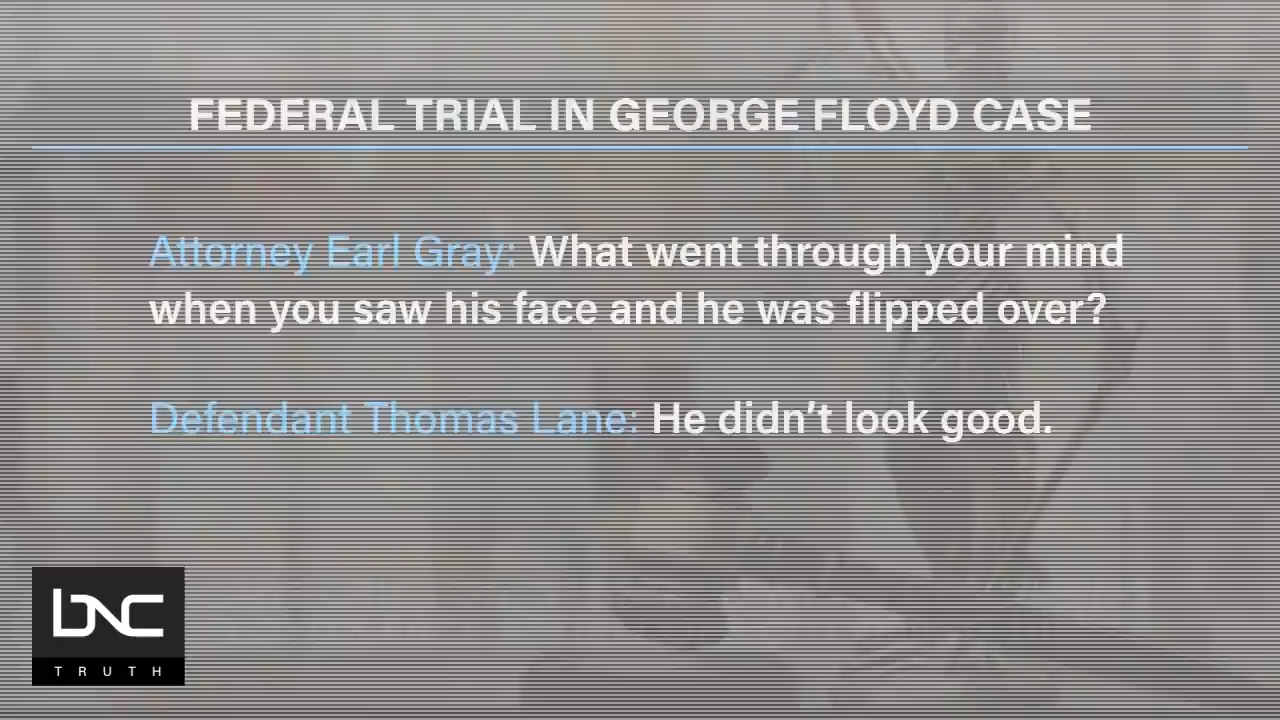 FEDERAL TRIAL IN GEORGE FLOYD CASE
Attorney Earl Gray: What went through your mind
when you saw his face and he was flipped over?
Defendant Thomas Lane: He didn't look good.
BNC
TRUTH